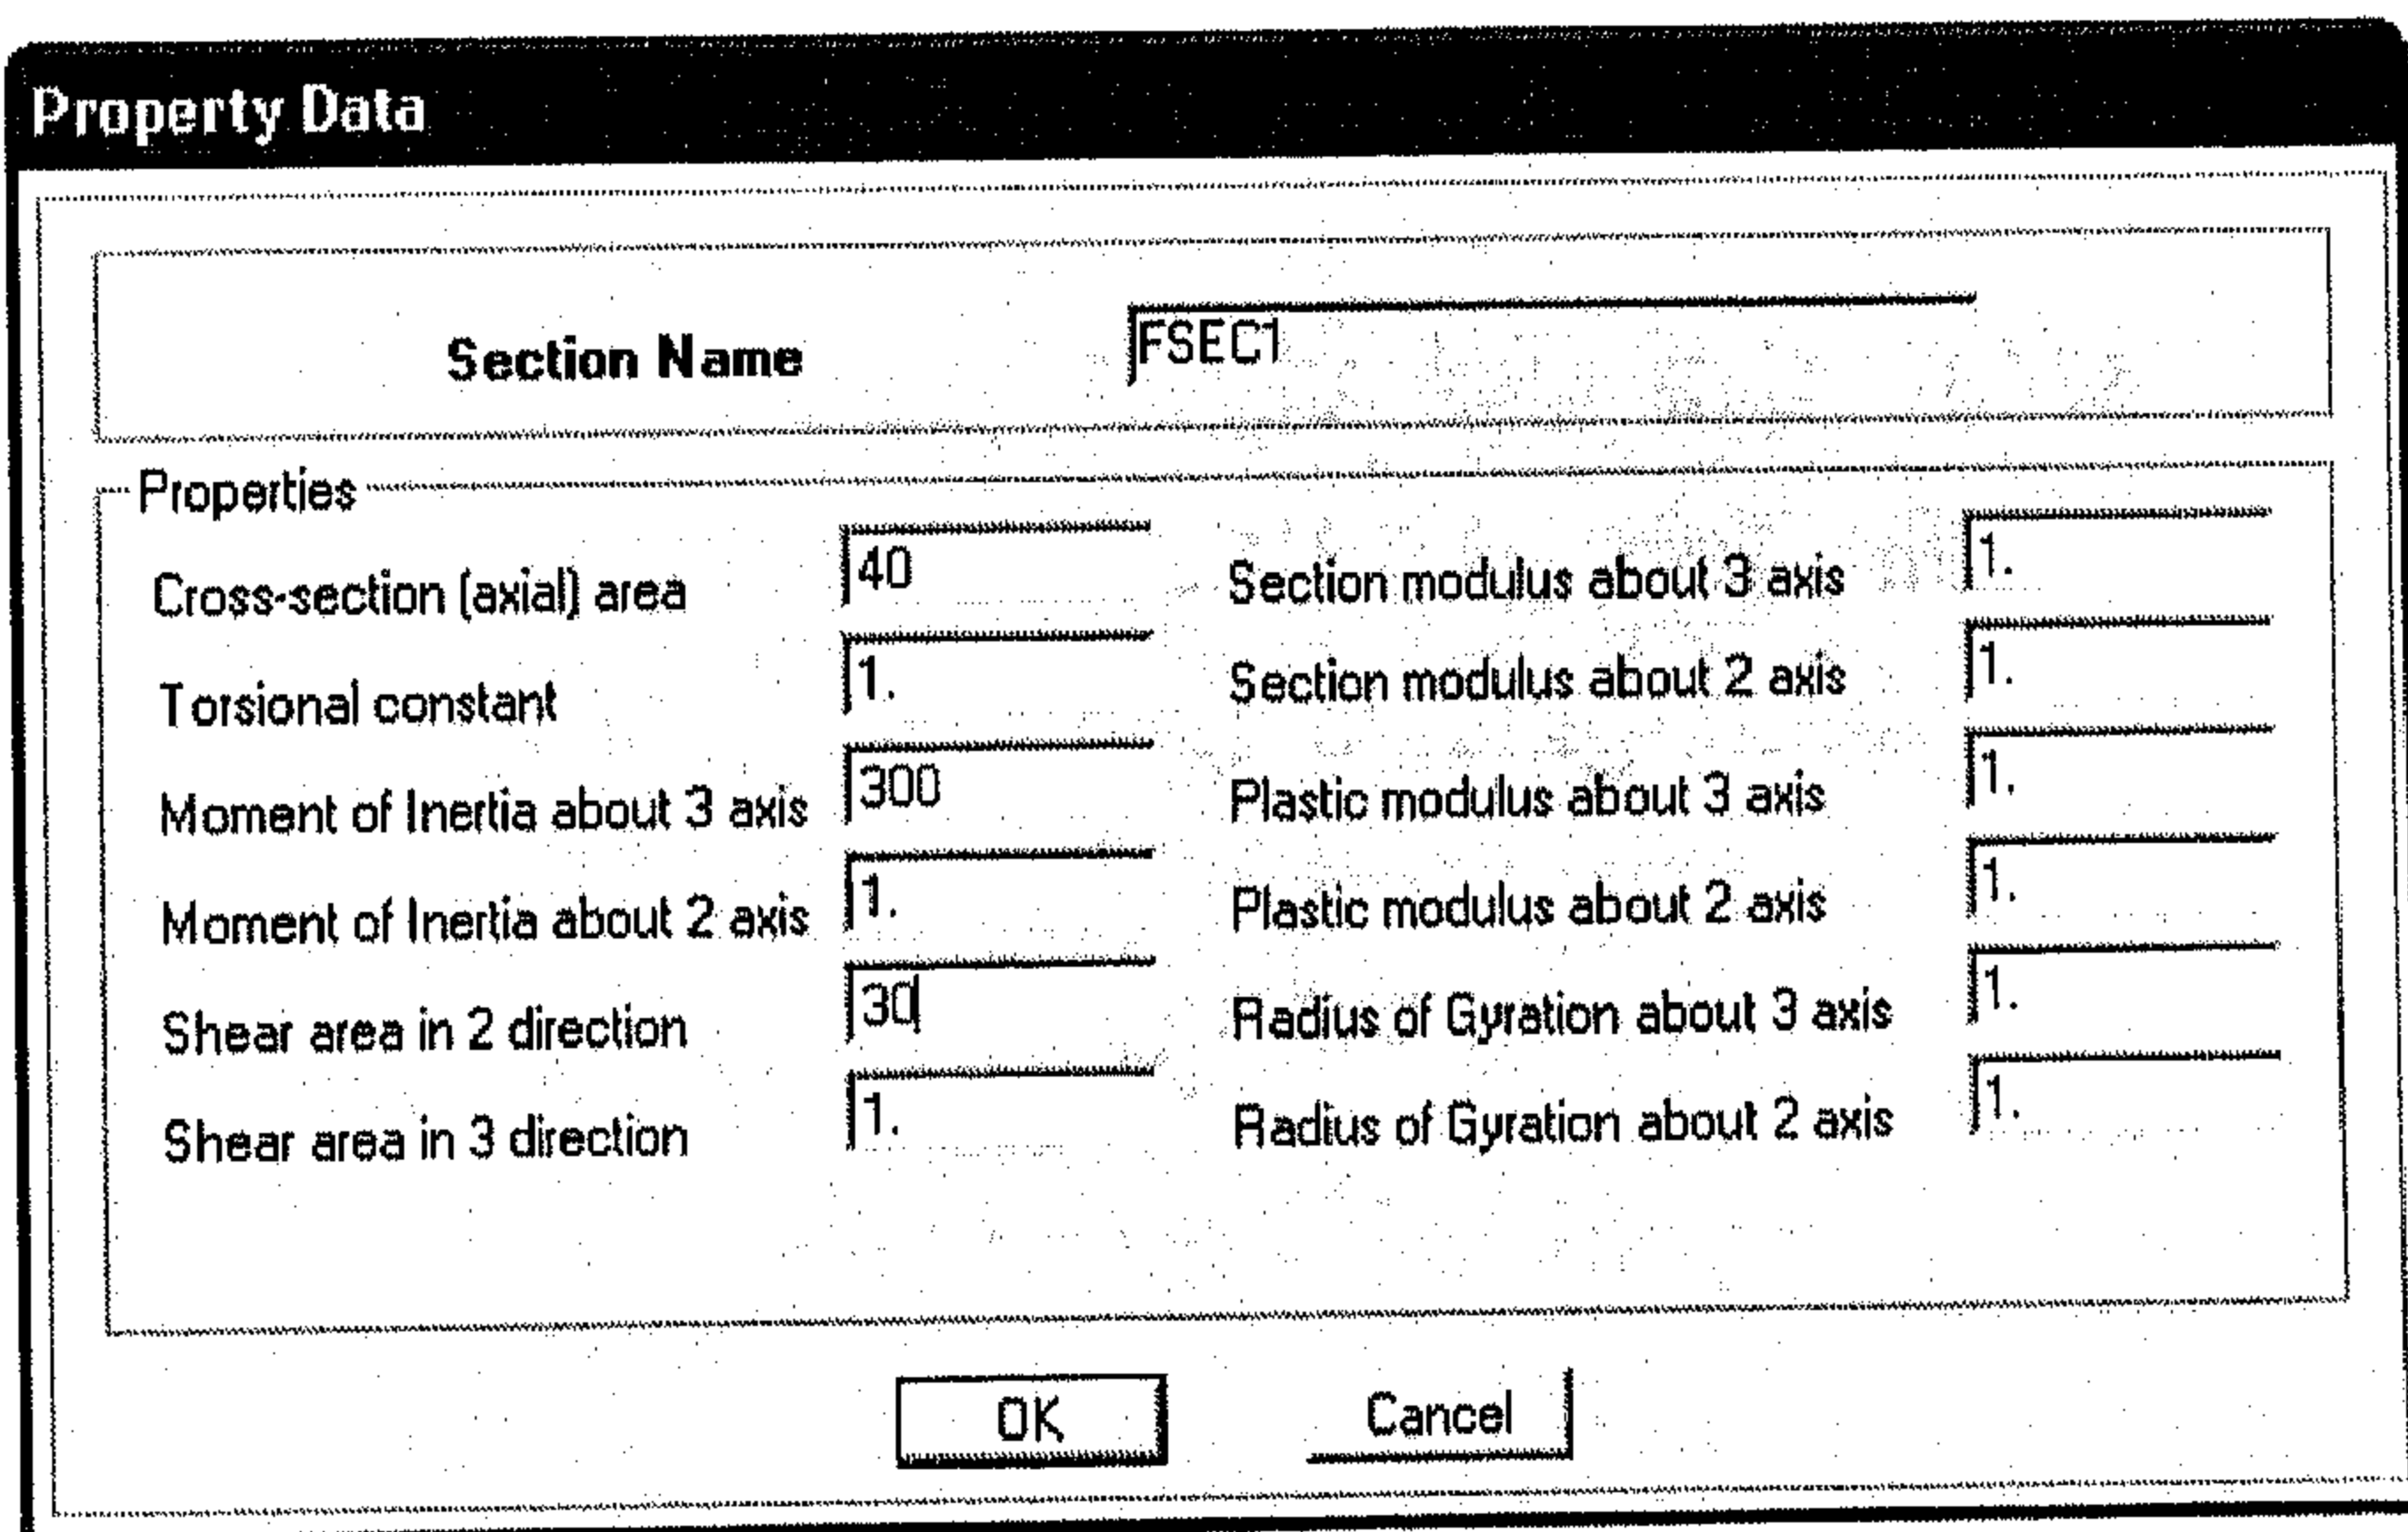 Property Data
Section Name FSEC1
Properties
Cross-section (axial) area 40 Section modulus about 3 axis 1.
Torsional constant 1. Section modulus about 2 axis 1.
Moment of Inertia about 3 axis 300 Plastic modulus about 3 axis 1.
Moment of Inertia about 2 axis 1. Plastic modulus about 2 axis 1.
Shear area in 2 direction 30 Radius of Gyration about 3 axis 1.
Shear area in 3 direction 1. Radius of Gyration about 2 axis 1.
OK Cancel